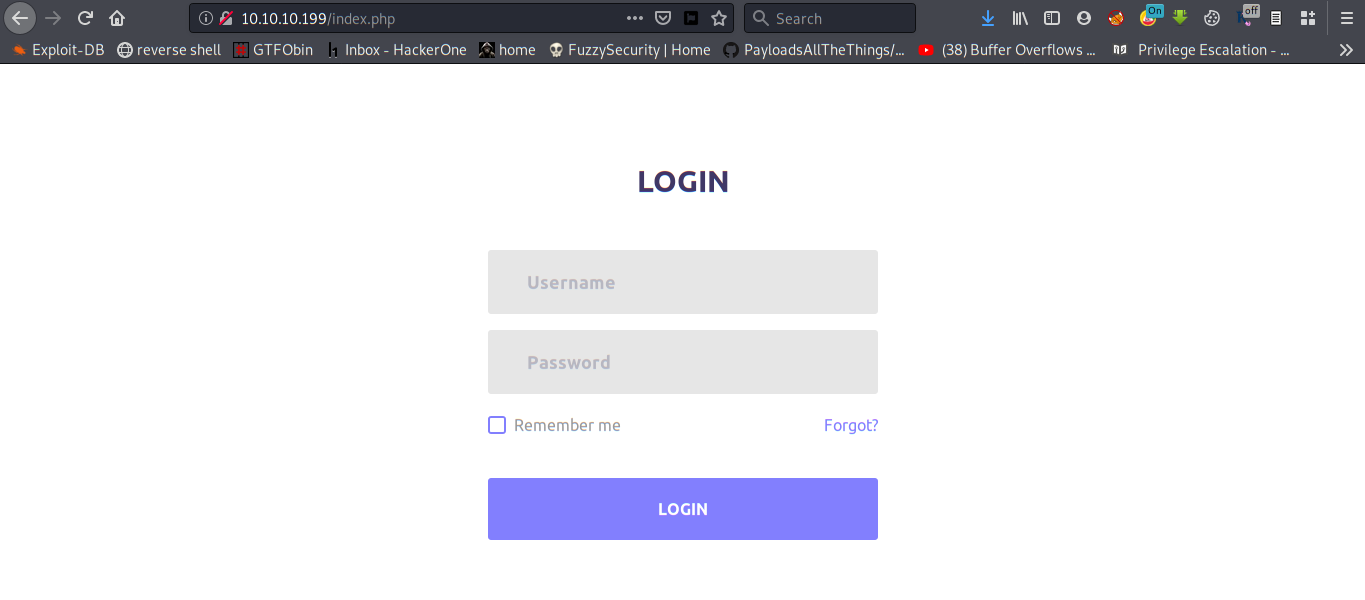 10.10.10.199/index.php
Search
On
off
Exploit-DB
reverse shell
GTFObin
Inbox - HackerOne
home
FuzzySecurity | Home
PayloadsAllTheThings/...
(38) Buffer Overflows ...
Privilege Escalation - ...
LOGIN
Username
Password
Remember me
Forgot?
LOGIN